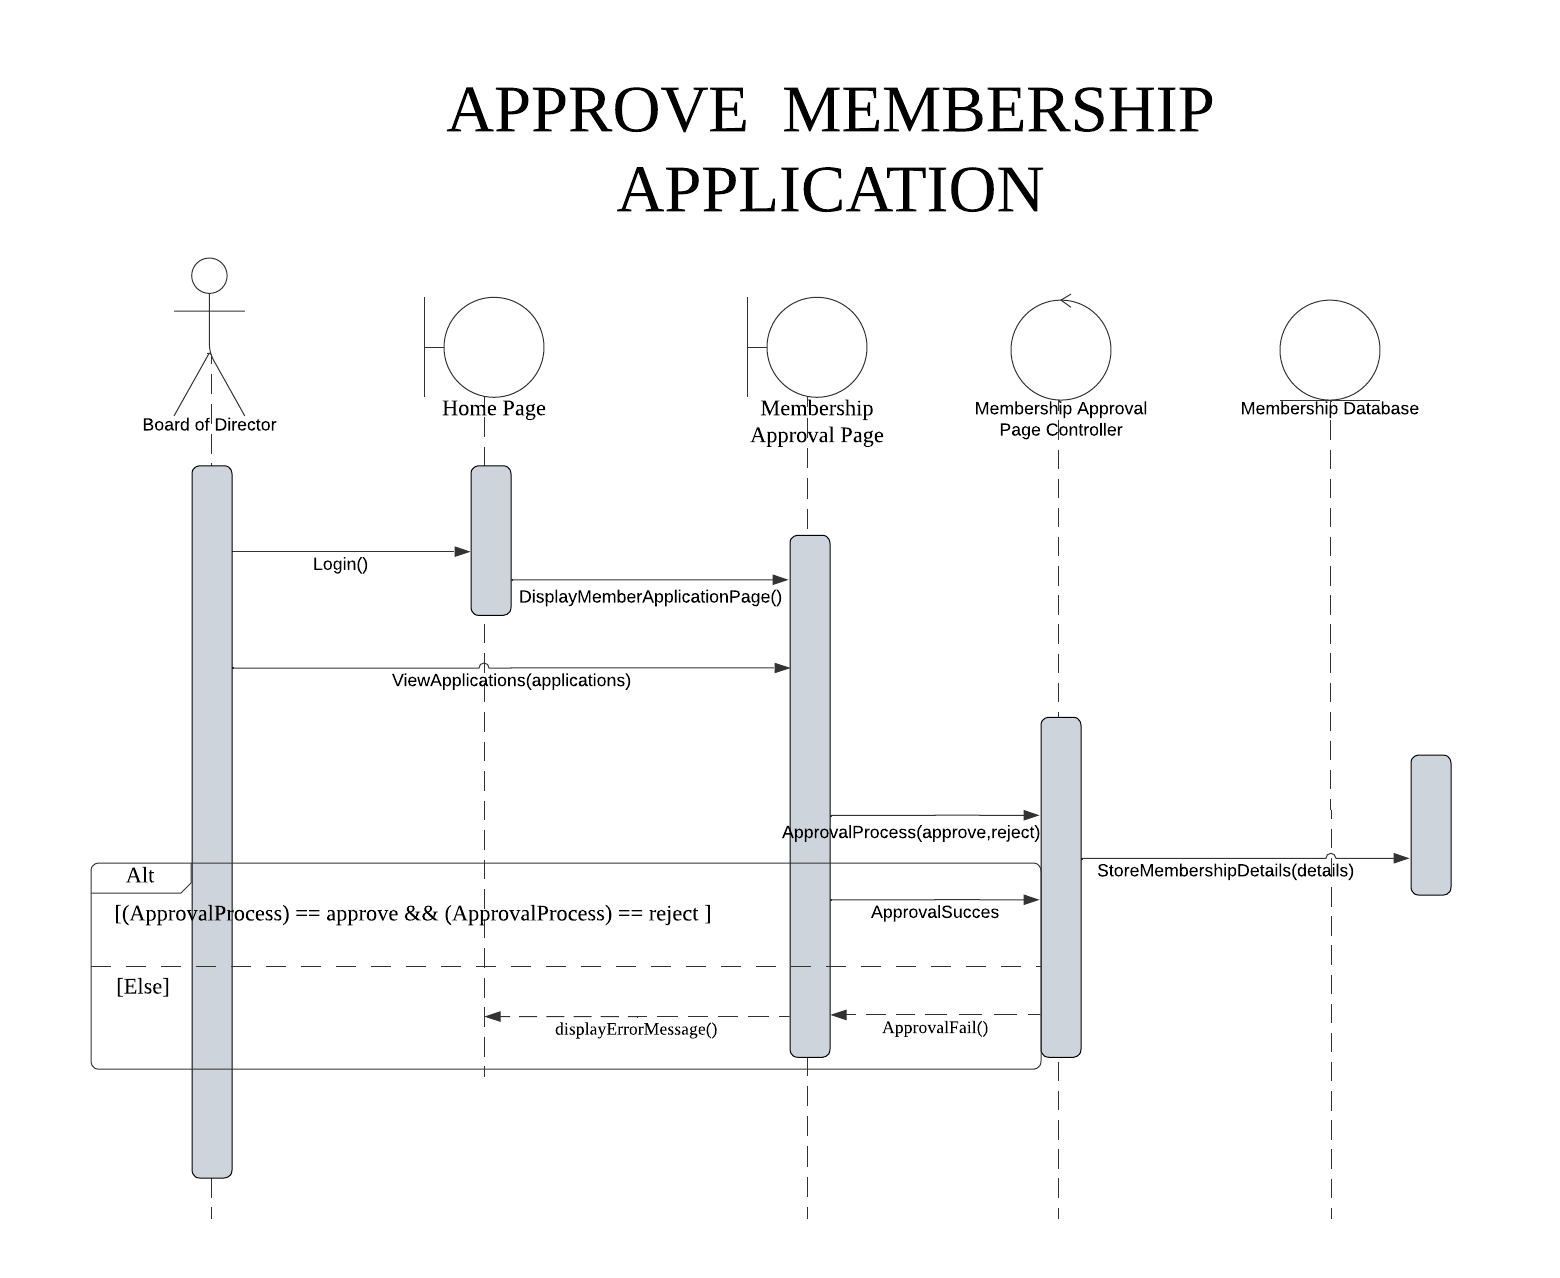 APPROVE MEMBERSHIP
APPLICATION
Board of Director
Home Page
Membership
Approval Page
Membership Approval
Page Controller
Membership Database
Login()
DisplayMemberApplicationPage()
ViewApplications(applications)
ApprovalProcess(approve,reject)
StoreMembershipDetails(details)
Alt
[(ApprovalProcess) == approve && (ApprovalProcess) == reject ]
ApprovalSucces
[Else]
displayErrorMessage()
ApprovalFail()